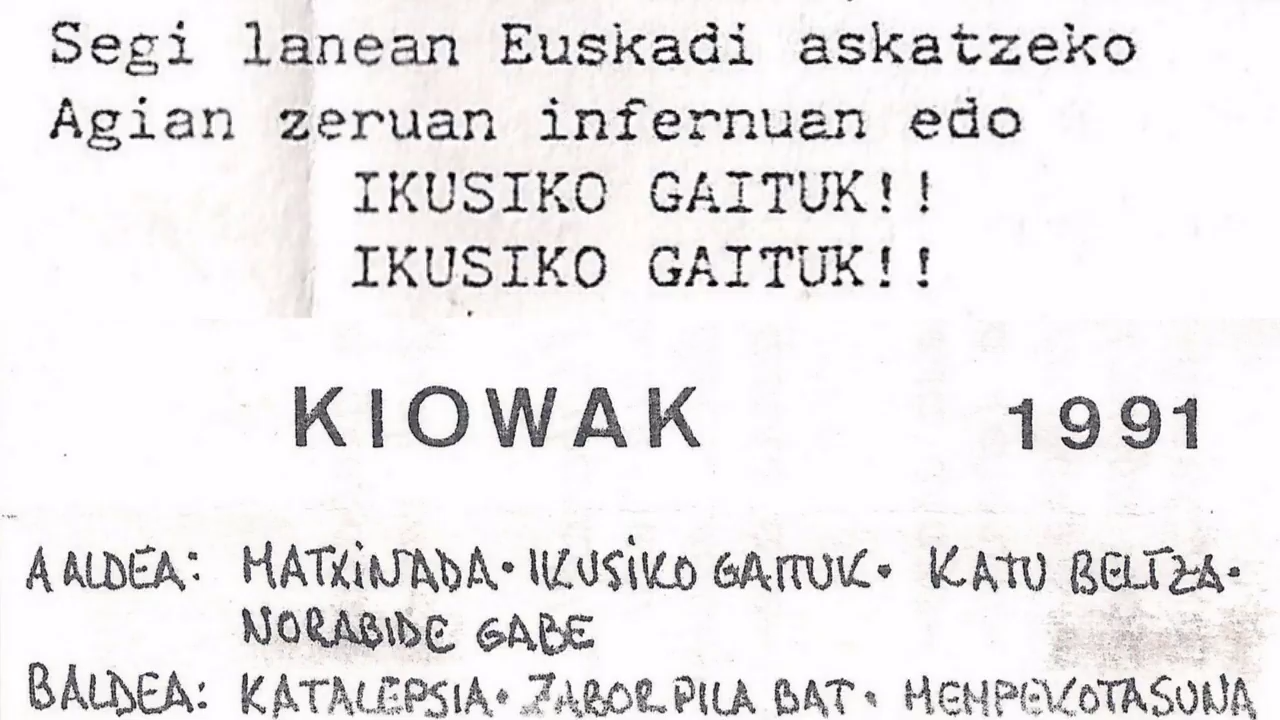 Segi lanean Euskadi askatzeko
Agian zeruan infernuan edo
IKUSIKO GAITUK!!
IKUSIKO GAITUK!!
KIOWAK 1991
A ALDEA: MATXiNADA · IKUSiKO GAITUK · KATU BELTZA ·
NORABIDE GABE
B ALDEA: KATALEPSIA · ZABOR PILA BAT · MENPEKOTASUNA